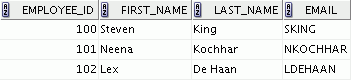 EMPLOYEE_ID FIRST_NAME LAST_NAME EMAIL
100 Steven King SKING
101 Neena Kochhar NKOCHHAR
102 Lex De Haan LDEHAAN